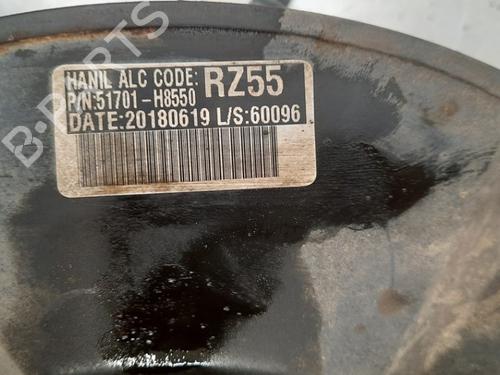 B-PARTS
HANIL ALC CODE: RZ55
P/N:51701-H8550
DATE:20180619 L/S:60096